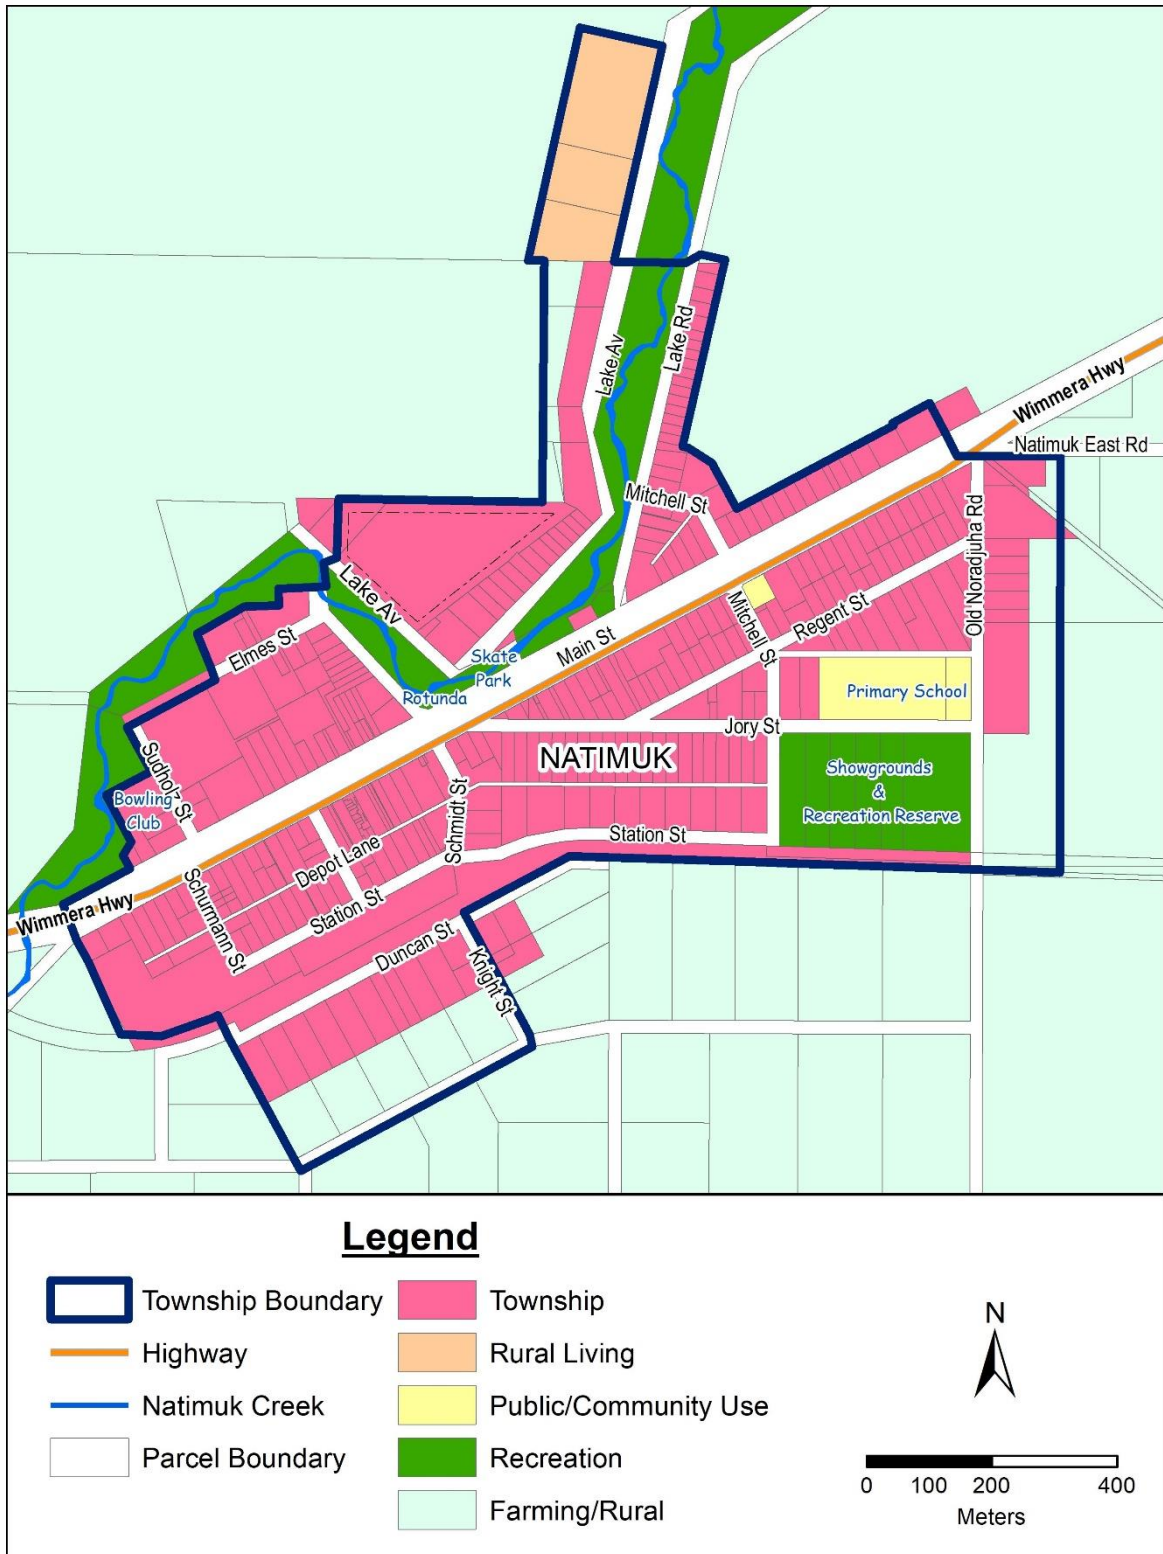 Lake Av
Lake Rd
Wimmera Hwy
Natimuk East Rd
Mitchell St
Old Noradjuha Rd
Lake Av
Mitchell St
Regent St
Elmes St
Main St
Skate
Park
Rotunda
Primary School
Jory St
Sudholz St
NATIMUK
Showgrounds
&
Recreation Reserve
Bowling
Club
Schmidt St
Station St
Depot Lane
Schurmann St
Wimmera Hwy
Station St
Duncan St
Knight St
Legend
Township Boundary
Township
Highway
Rural Living
Natimuk Creek
Public/Community Use
Parcel Boundary
Recreation
Farming/Rural
N
0 100 200 400
Meters